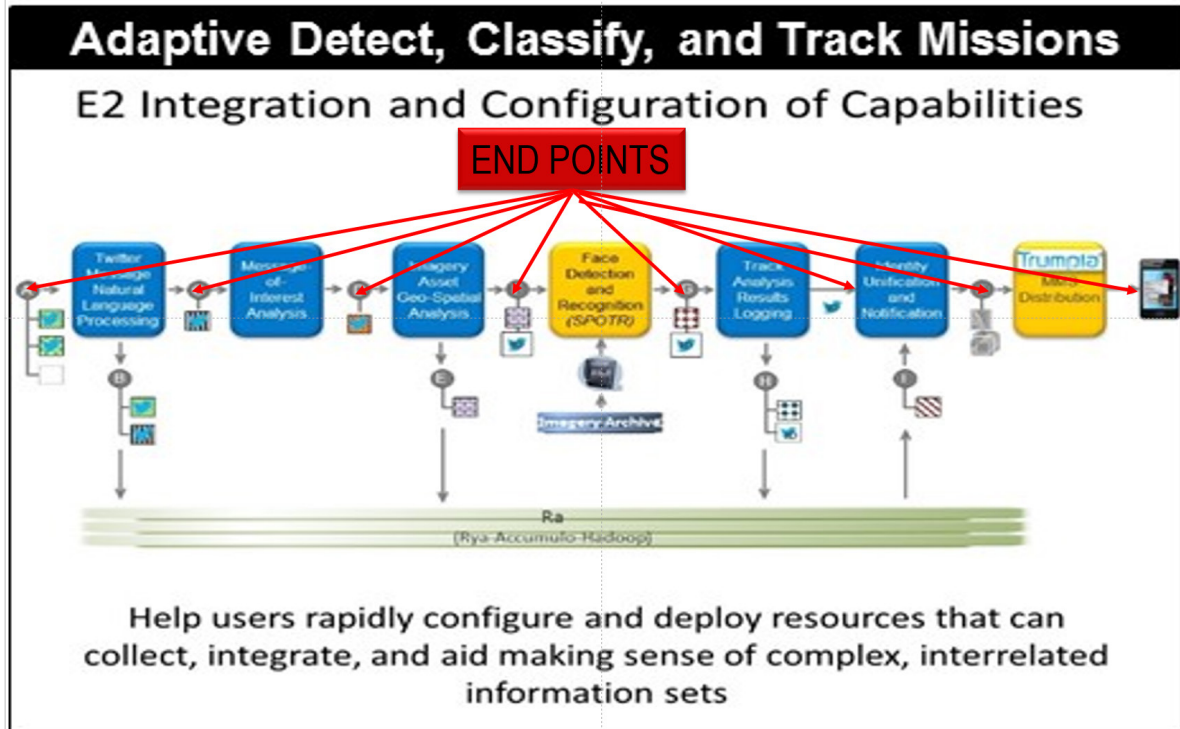 Adaptive Detect, Classify, and Track Missions
E2 Integration and Configuration of Capabilities
END POINTS
Twitter
Message
Natural
Language
Processing
Message-
of-
Interest
Analysis
Imagery
Asset
Geo-Spatial
Analysis
Face
Detection
and
Recognition
(SPOTR)
Track
Analysis
Results
Logging
Identity
Unification
and
Notification
Trumpia
MMS
Distribution
A
G
B
E
H
I
Imagery Archive
Ra
(Rya-Accumulo-Hadoop)
Help users rapidly configure and deploy resources that can
collect, integrate, and aid making sense of complex, interrelated
information sets